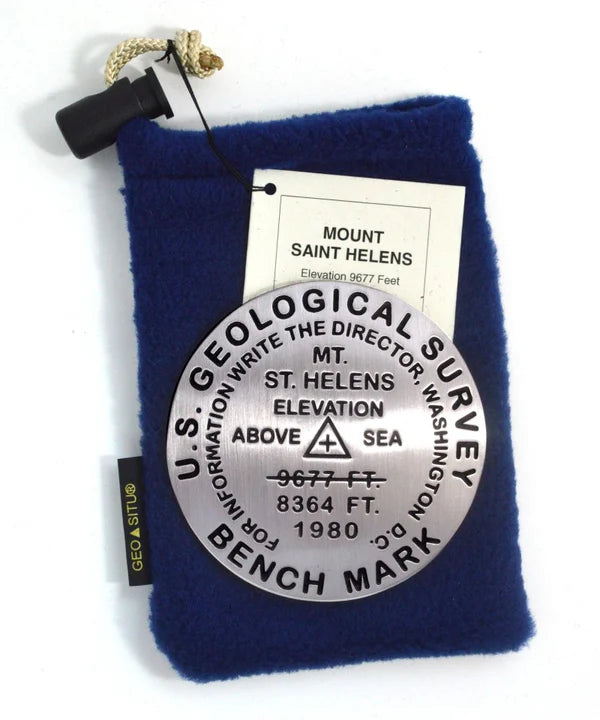 MOUNT
SAINT HELENS
Elevation 9677 Feet
U.S. GEOLOGICAL SURVEY
FOR INFORMATION WRITE THE DIRECTOR, WASHINGTON D.C.
MT.
ST. HELENS
ELEVATION
ABOVE SEA
9677 FT.
8364 FT.
1980
BENCH MARK
GEO▲SITU®